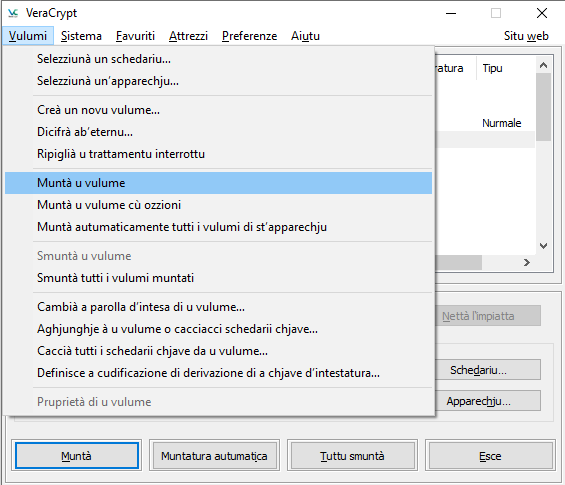 VeraCrypt
Vulumi Sistema Favuriti Attrezzi Preferenze Aiutu Situ web
Selezziunà un schedariu...
Selezziunà un'apparechju...
Creà un novu vulume...
Dicifrà ab'eternu...
Ripiglià u trattamentu interrottu
Muntà u vulume
Muntà u vulume cù ozzioni
Muntà autumaticamente tutti i vulumi di st'apparechju
Smuntà u vulume
Smuntà tutti i vulumi muntati
Cambià a parolla d'intesa di u vulume...
Aghjunghje à u vulume o cacciacci schedarii chjave...
Caccià tutti i schedarii chjave da u vulume...
Definisce a cudificazione di derivazione di a chjave d'intestatura...
Pruprietà di u vulume
Tipu
Nurmale
Nettà l'impiatta
Schedariu...
Apparechju...
Muntà Muntatura autumatica Tuttu smuntà Esce